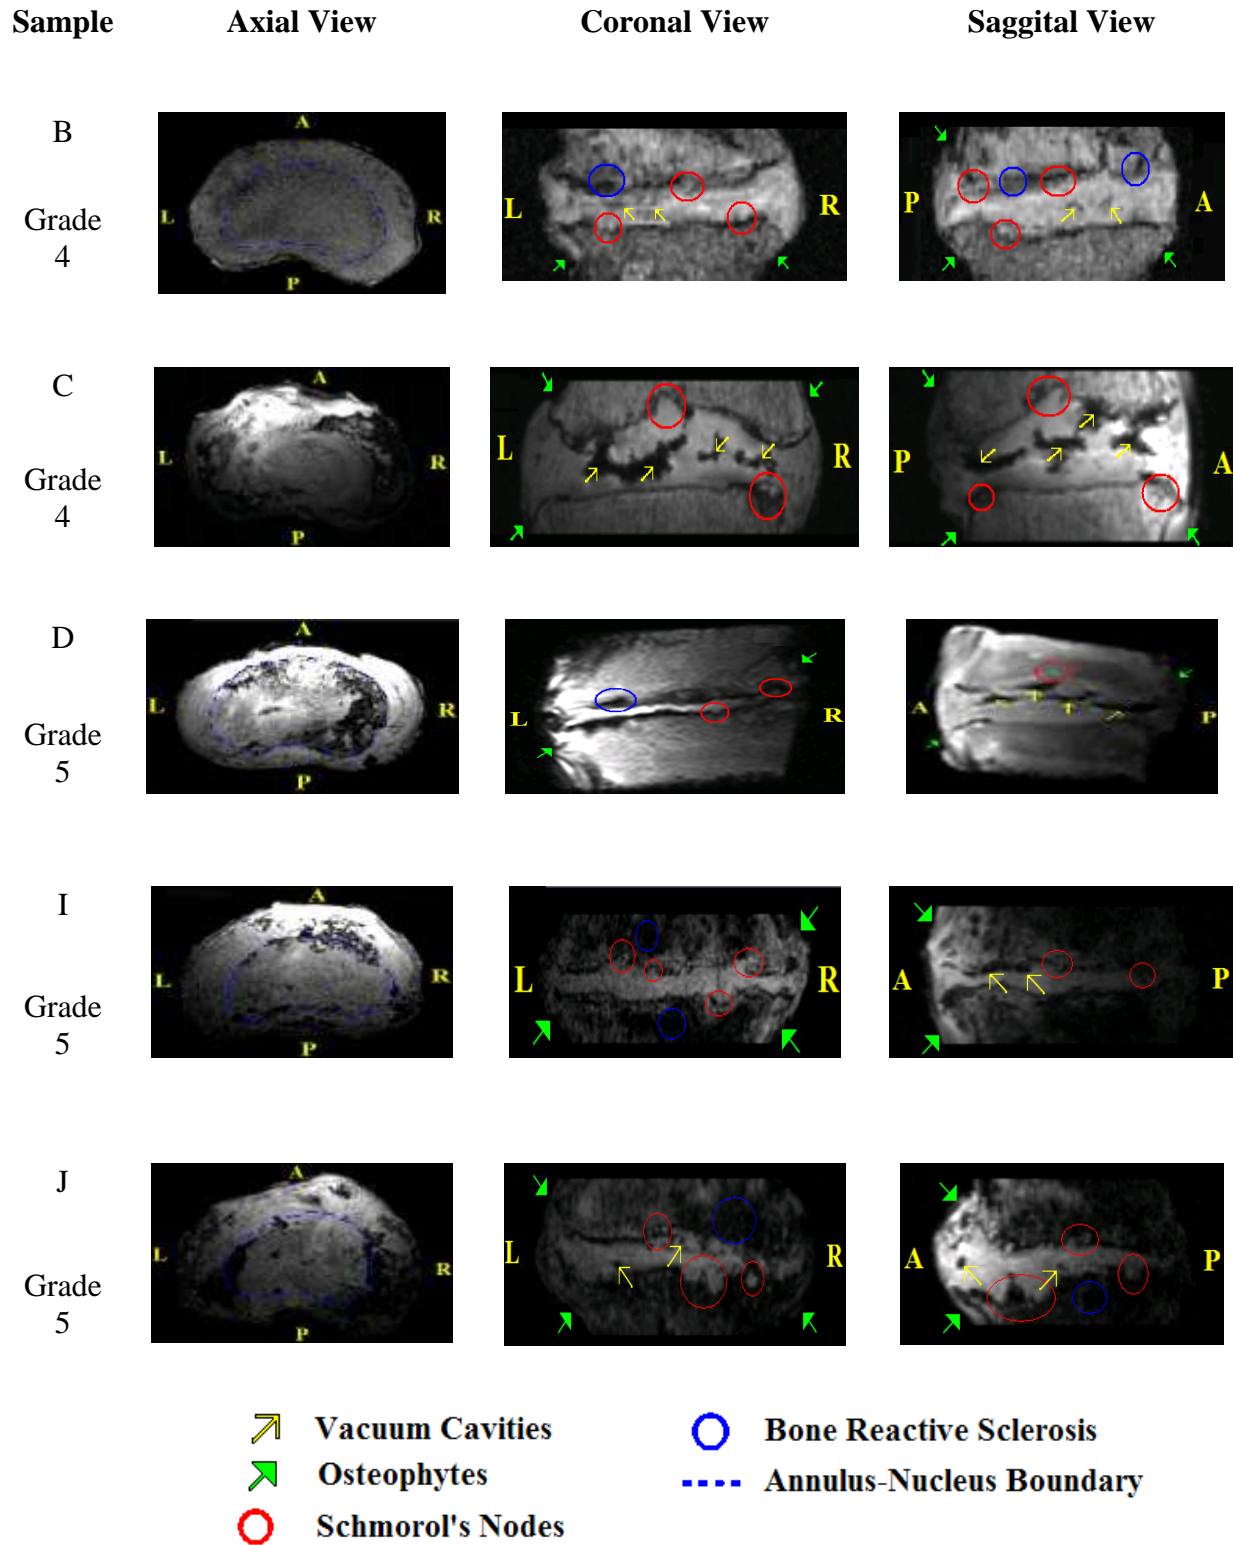 Sample Axial View Coronal View Saggital View
B
Grade
4
A
L R
P
L R
P A
C
Grade
4
A
L R
P
L R
P A
D
Grade
5
A
L R
P
L R
A P
I
Grade
5
A
L R
P
L R
A P
J
Grade
5
A
L R
P
L R
A P
Vacuum Cavities Bone Reactive Sclerosis
Osteophytes Annulus-Nucleus Boundary
Schmorol's Nodes